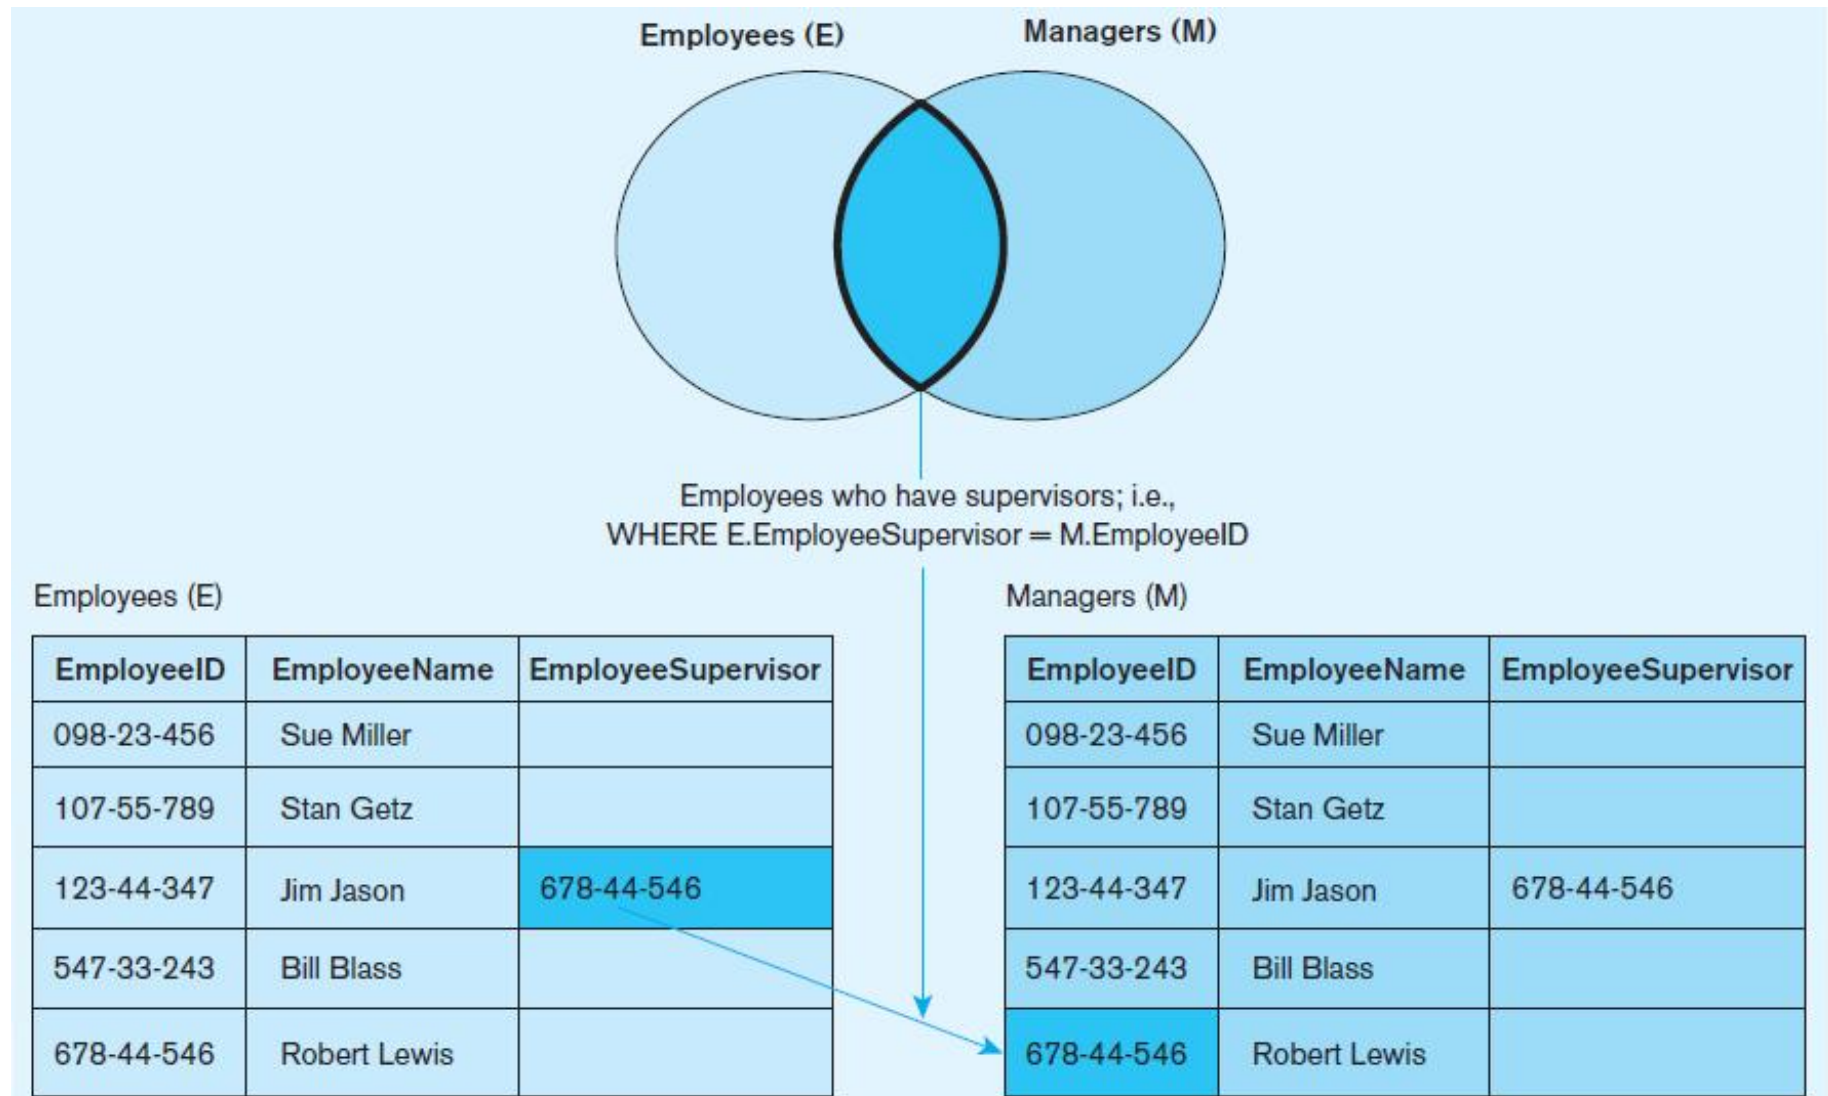 Employees (E)
Managers (M)
Employees who have supervisors; i.e.,
WHERE E.EmployeeSupervisor = M.EmployeeID
Employees (E)
EmployeeID EmployeeName EmployeeSupervisor
098-23-456 Sue Miller
107-55-789 Stan Getz
123-44-347 Jim Jason 678-44-546
547-33-243 Bill Blass
678-44-546 Robert Lewis
Managers (M)
EmployeeID EmployeeName EmployeeSupervisor
098-23-456 Sue Miller
107-55-789 Stan Getz
123-44-347 Jim Jason 678-44-546
547-33-243 Bill Blass
678-44-546 Robert Lewis